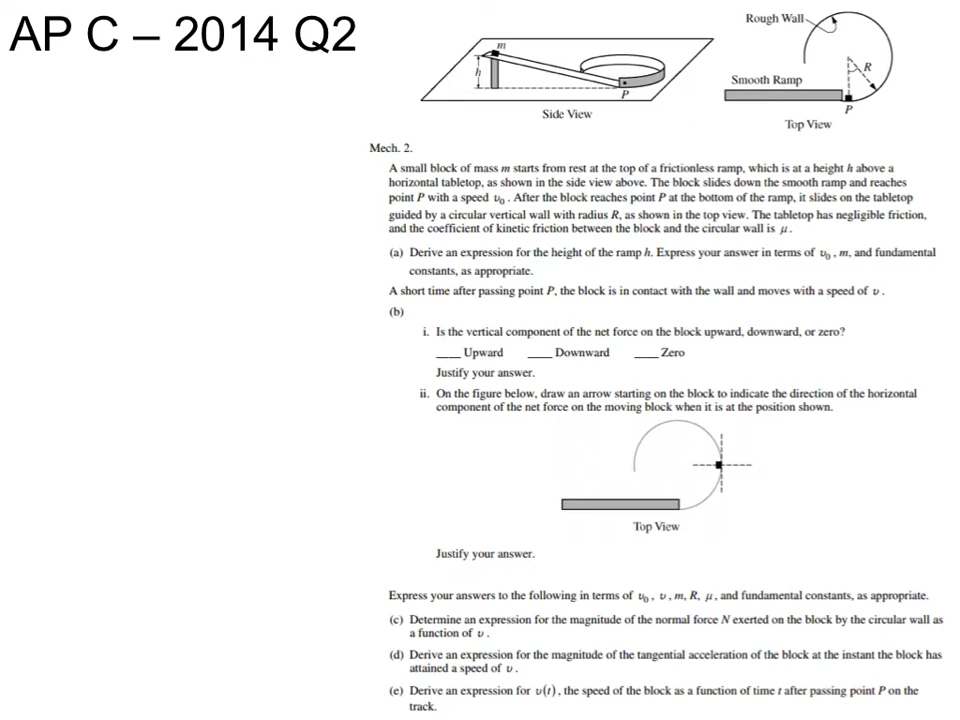 AP C – 2014 Q2
m
h
P
Side View
Rough Wall
R
Smooth Ramp
P
Top View
Mech. 2.
A small block of mass m starts from rest at the top of a frictionless ramp, which is at a height h above a
horizontal tabletop, as shown in the side view above. The block slides down the smooth ramp and reaches
point P with a speed υ₀. After the block reaches point P at the bottom of the ramp, it slides on the tabletop
guided by a circular vertical wall with radius R, as shown in the top view. The tabletop has negligible friction,
and the coefficient of kinetic friction between the block and the circular wall is μ.
(a) Derive an expression for the height of the ramp h. Express your answer in terms of υ₀, m, and fundamental
constants, as appropriate.
A short time after passing point P, the block is in contact with the wall and moves with a speed of υ.
(b)
i. Is the vertical component of the net force on the block upward, downward, or zero?
____ Upward ____ Downward ____ Zero
Justify your answer.
ii. On the figure below, draw an arrow starting on the block to indicate the direction of the horizontal
component of the net force on the moving block when it is at the position shown.
Top View
Justify your answer.
Express your answers to the following in terms of υ₀, υ, m, R, μ, and fundamental constants, as appropriate.
(c) Determine an expression for the magnitude of the normal force N exerted on the block by the circular wall as
a function of υ.
(d) Derive an expression for the magnitude of the tangential acceleration of the block at the instant the block has
attained a speed of υ.
(e) Derive an expression for υ(t), the speed of the block as a function of time t after passing point P on the
track.